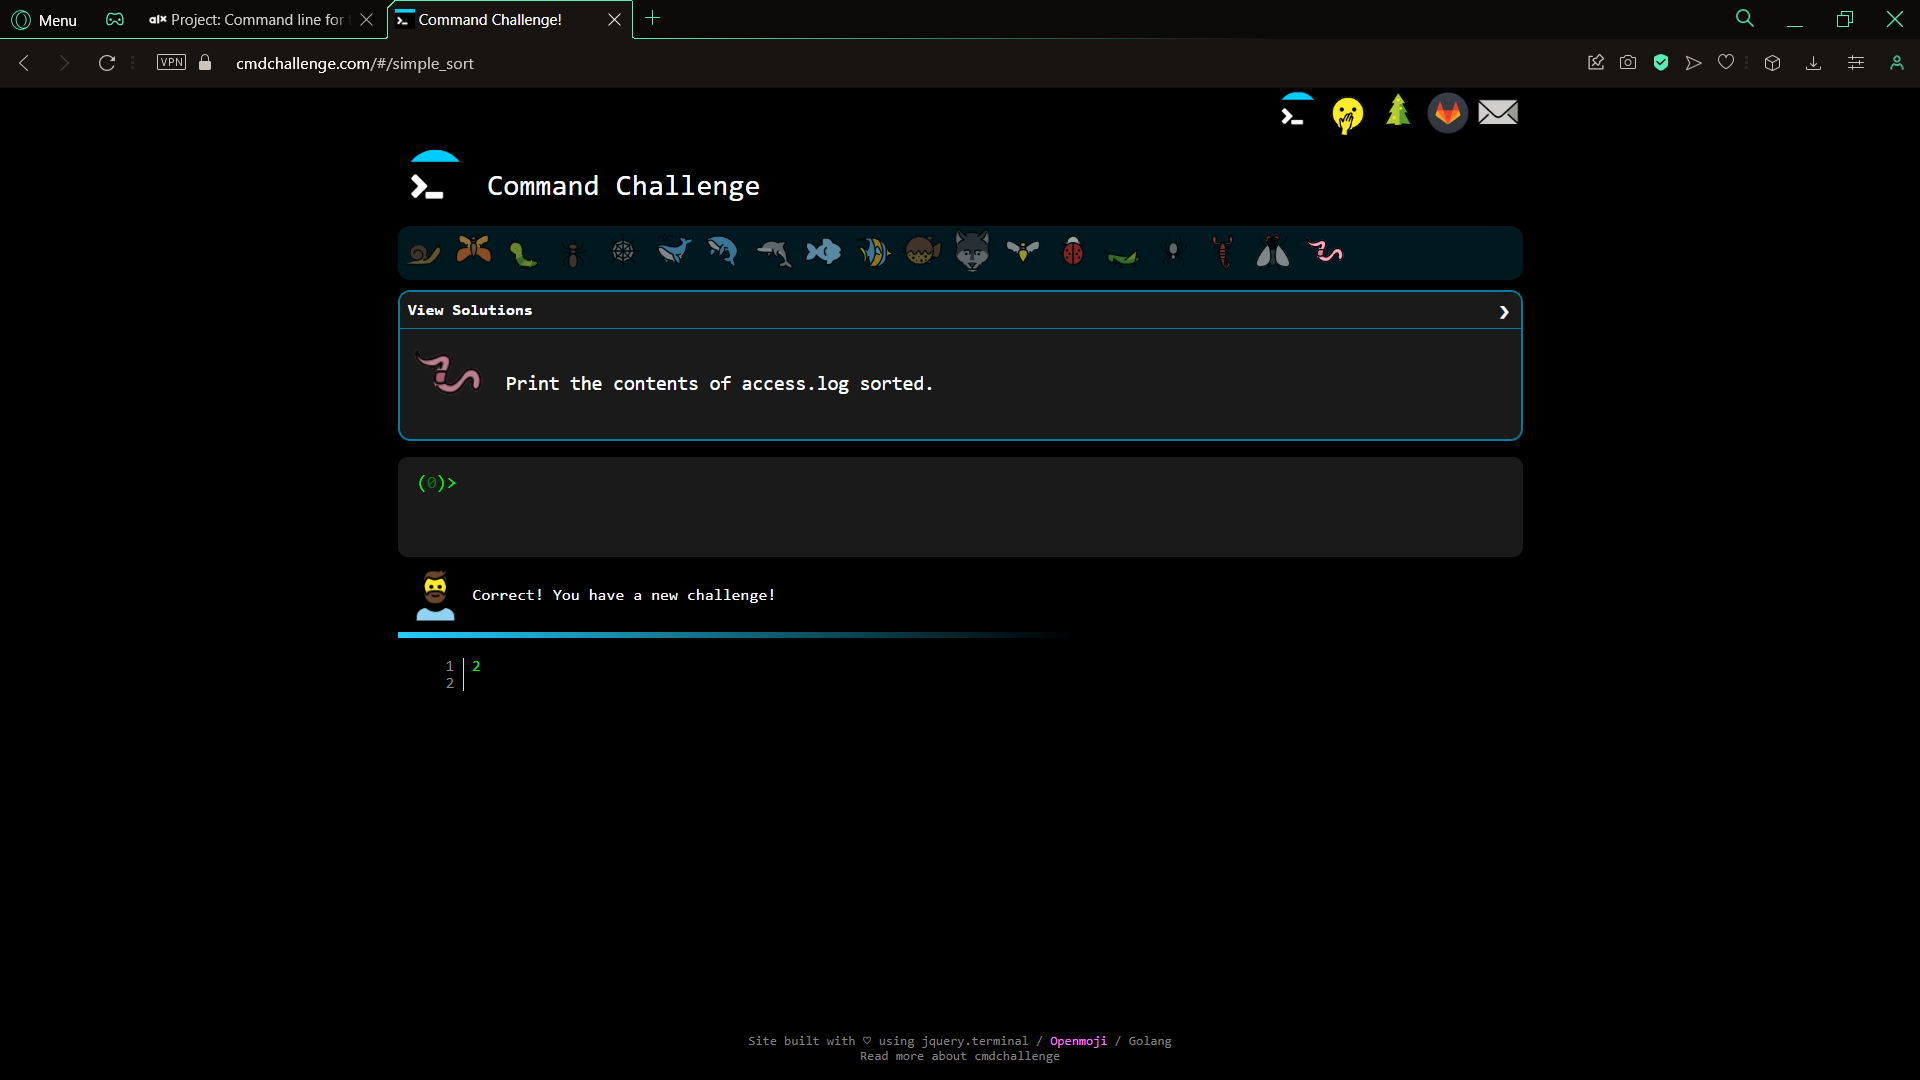 Menu
alx Project: Command line for
Command Challenge!
VPN
cmdchallenge.com/#/simple_sort
Command Challenge
View Solutions
Print the contents of access.log sorted.
(0)>
Correct! You have a new challenge!
1 2
2
Site built with ♡ using jquery.terminal / Openmoji / Golang
Read more about cmdchallenge